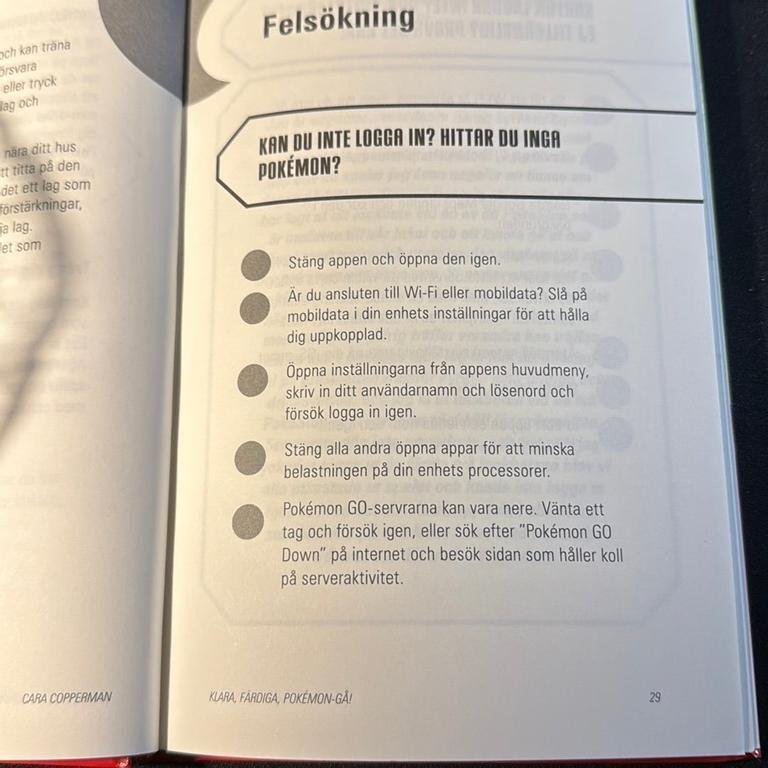 och kan träna
försvara
eller tryck
lag och
nära ditt hus
tt titta på den
det ett lag som
förstärkningar,
ja lag.
et som
CARA COPPERMAN
Felsökning
KAN DU INTE LOGGA IN? HITTAR DU INGA
POKÉMON?
Stäng appen och öppna den igen.
Är du ansluten till Wi-Fi eller mobildata? Slå på
mobildata i din enhets inställningar för att hålla
dig uppkopplad.
Öppna inställningarna från appens huvudmeny,
skriv in ditt användarnamn och lösenord och
försök logga in igen.
Stäng alla andra öppna appar för att minska
belastningen på din enhets processorer.
Pokémon GO-servrarna kan vara nere. Vänta ett
tag och försök igen, eller sök efter "Pokémon GO
Down" på internet och besök sidan som håller koll
på serveraktivitet.
KLARA, FÄRDIGA, POKÉMON-GÅ!
29